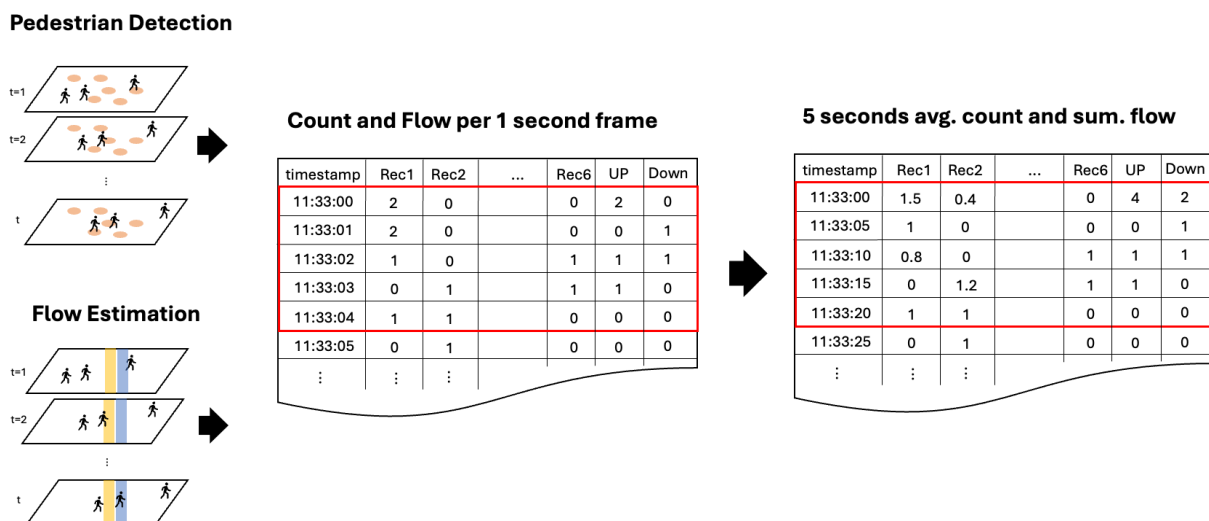 Pedestrian Detection
t=1
t=2
⋮
t
Flow Estimation
t=1
t=2
⋮
t
Count and Flow per 1 second frame
timestamp Rec1 Rec2 ... Rec6 UP Down
11:33:00 2 0 0 2 0
11:33:01 2 0 0 0 1
11:33:02 1 0 1 1 1
11:33:03 0 1 1 1 0
11:33:04 1 1 0 0 0
11:33:05 0 1 0 0 0
⋮ ⋮ ⋮
5 seconds avg. count and sum. flow
timestamp Rec1 Rec2 ... Rec6 UP Down
11:33:00 1.5 0.4 0 4 2
11:33:05 1 0 0 0 1
11:33:10 0.8 0 1 1 1
11:33:15 0 1.2 1 1 0
11:33:20 1 1 0 0 0
11:33:25 0 1 0 0 0
⋮ ⋮ ⋮